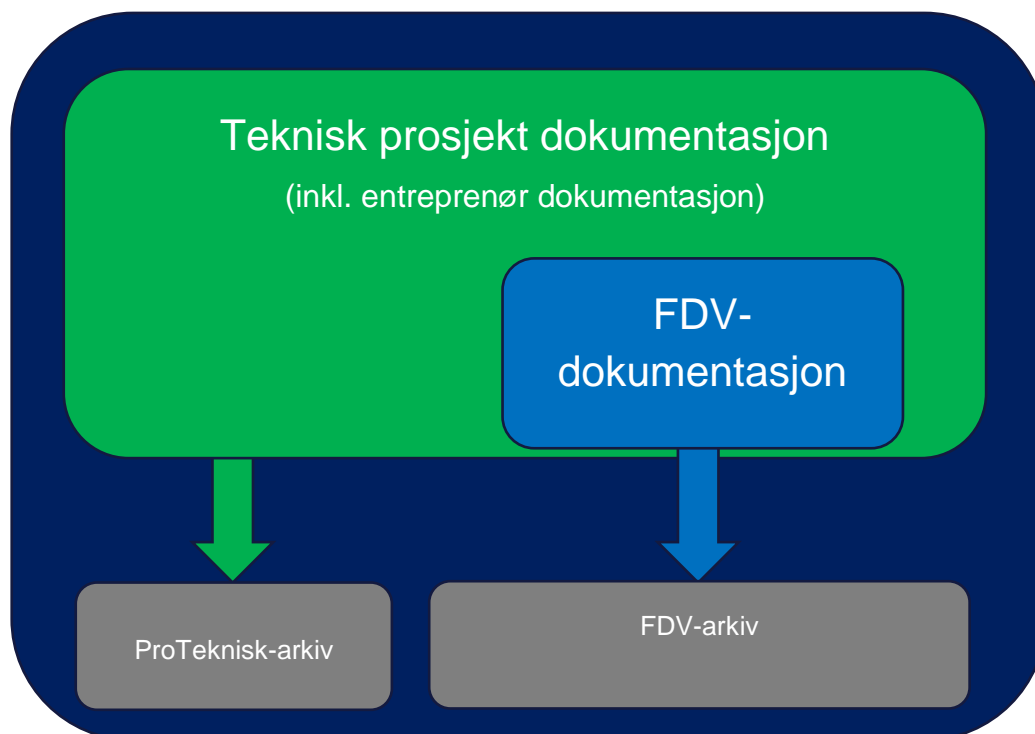 Teknisk prosjekt dokumentasjon
(inkl. entreprenør dokumentasjon)
FDV-
dokumentasjon
ProTeknisk-arkiv
FDV-arkiv